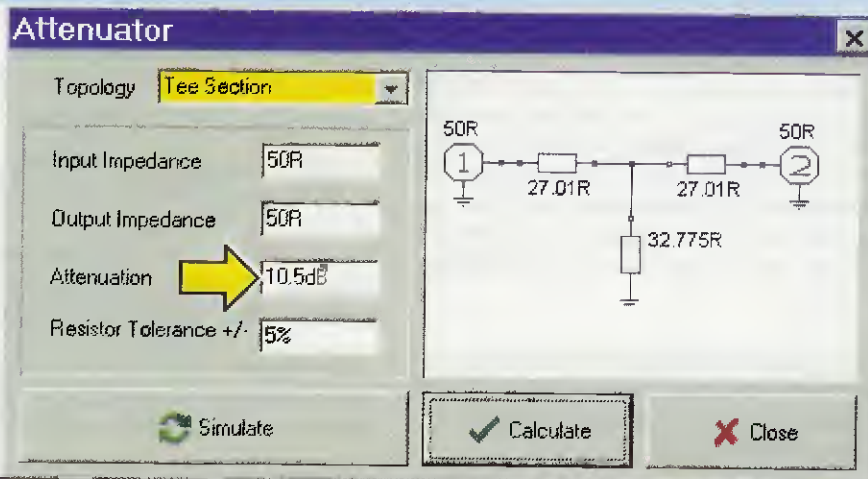 Attenuator
Topology Tee Section
Input Impedance 50R
Output Impedance 50R
Attenuation 10.5dB
Resistor Tolerance +/- 5%
50R 50R
1 2
27.01R 27.01R
32.775R
Simulate Calculate Close